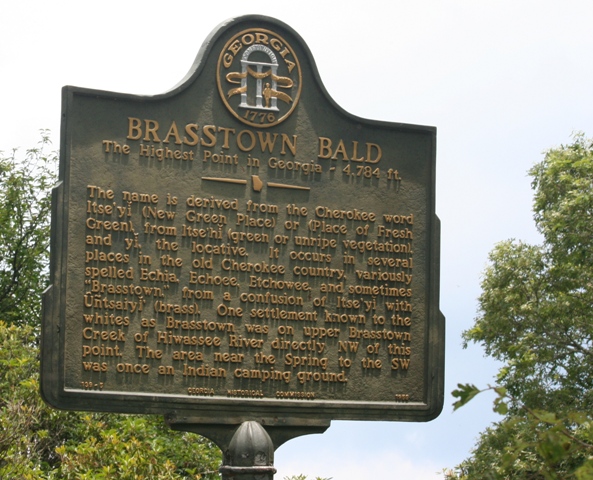 GEORGIA
1776
BRASSTOWN BALD
The Highest Point in Georgia - 4,784 ft.
The name is derived from the Cherokee word
Itse'yi (New Green Place) or (Place of Fresh
Green), from Itse'hi (green or unripe vegetation),
and yi, the locative. It occurs in several
places in the old Cherokee country, variously
spelled Echia, Echoee, Etchowee, and sometimes
"Brasstown," from a confusion of Itse'yi with
Ûñtsaiyi' (brass). One settlement known to the
whites as Brasstown, was on upper Brasstown
Creek of Hiwassee River directly NW of this
point. The area near the Spring to the SW
was once an Indian camping ground.
GEORGIA HISTORICAL COMMISSION